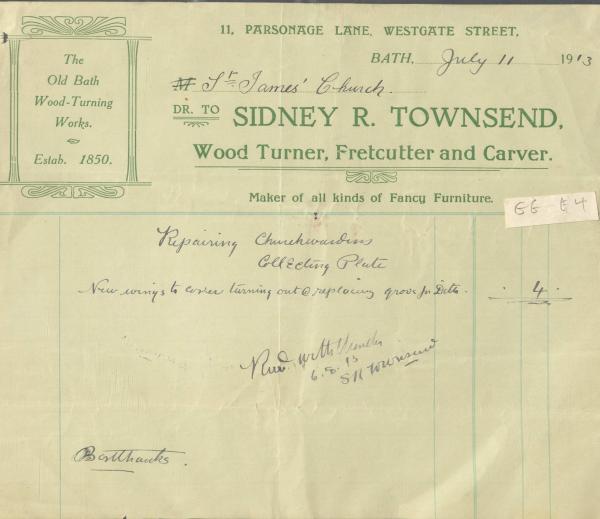 11, PARSONAGE LANE, WESTGATE STREET,
BATH, July 11 1913
The
Old Bath
Wood-Turning
Works.
Estab. 1850.
M St James' Church.
DR. TO SIDNEY R. TOWNSEND,
Wood Turner, Fretcutter and Carver.
Maker of all kinds of Fancy Furniture.
EE E4
Repairing Churchwardens
Collecting Plate
New wings to cover turning out & replacing grove for Ditto. 4
Recd. With Thanks
6.8.13
S R Townsend
Best thanks